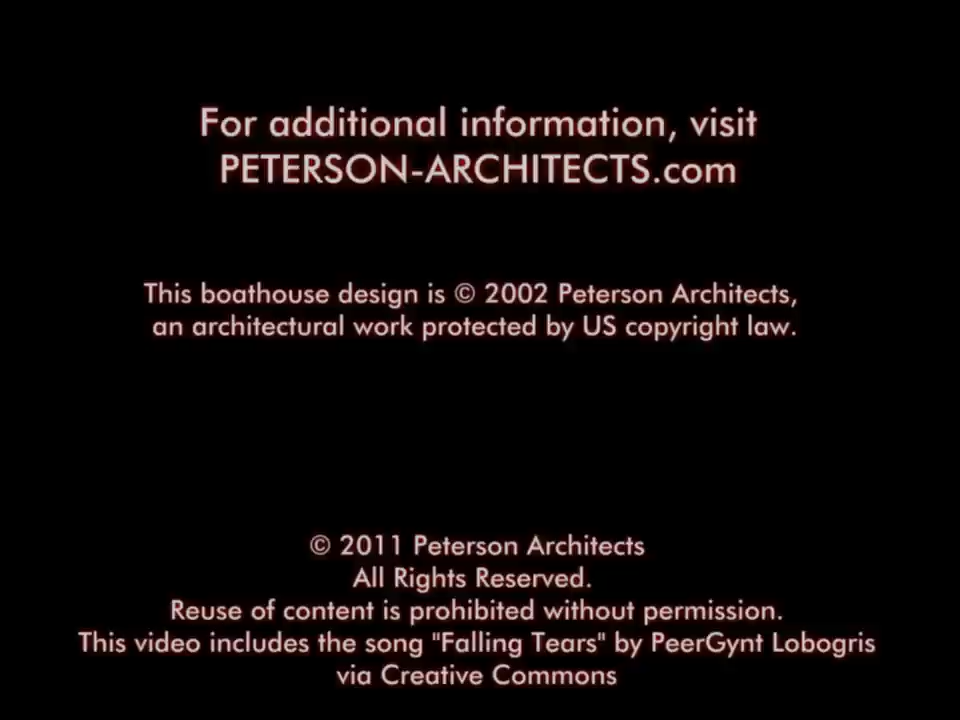 For additional information, visit
PETERSON-ARCHITECTS.com
This boathouse design is © 2002 Peterson Architects,
an architectural work protected by US copyright law.
© 2011 Peterson Architects
All Rights Reserved.
Reuse of content is prohibited without permission.
This video includes the song "Falling Tears" by PeerGynt Lobogris
via Creative Commons